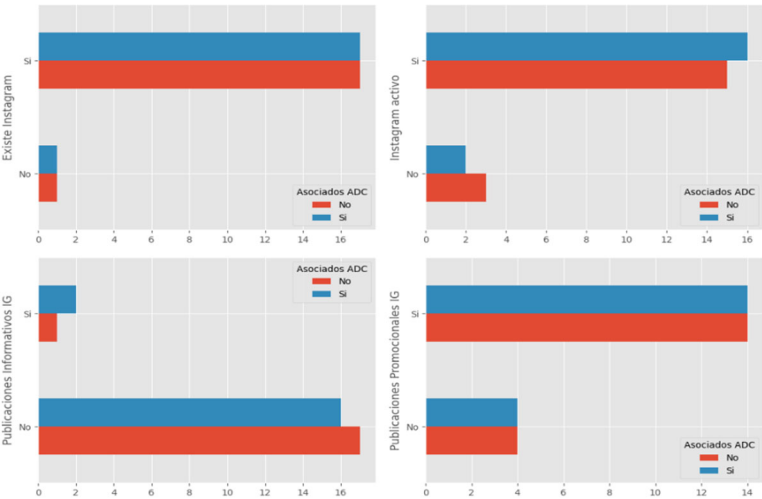 Existe Instagram
Si
No
Asociados ADC
No
Si
0 2 4 6 8 10 12 14 16
Instagram activo
Si
No
Asociados ADC
No
Si
0 2 4 6 8 10 12 14 16
Publicaciones Informativos IG
Si
No
Asociados ADC
No
Si
0 2 4 6 8 10 12 14 16
Publicaciones Promocionales IG
Si
No
Asociados ADC
No
Si
0 2 4 6 8 10 12 14